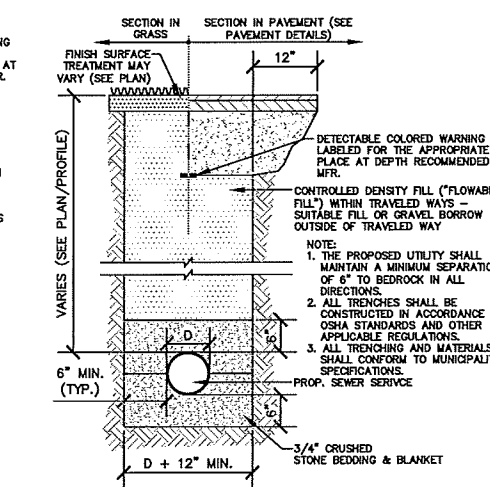 SECTION IN
GRASS
SECTION IN PAVEMENT (SEE
PAVEMENT DETAILS)
NG
AT
R.
FINISH SURFACE
TREATMENT MAY
VARY (SEE PLAN)
12"
DETECTABLE COLORED WARNING
LABELED FOR THE APPROPRIATE
PLACE AT DEPTH RECOMMENDED
MFR.
CONTROLLED DENSITY FILL ("FLOWABL
FILL") WITHIN TRAVELED WAYS –
SUITABLE FILL OR GRAVEL BORROW
OUTSIDE OF TRAVELED WAY
S
VARIES (SEE PLAN/PROFILE)
NOTE:
1. THE PROPOSED UTILITY SHALL
MAINTAIN A MINIMUM SEPARATIO
OF 6" TO BEDROCK IN ALL
DIRECTIONS.
2. ALL TRENCHES SHALL BE
CONSTRUCTED IN ACCORDANCE
OSHA STANDARDS AND OTHER
APPLICABLE REGULATIONS.
3. ALL TRENCHING AND MATERIALS
SHALL CONFORM TO MUNICIPALI
SPECIFICATIONS.
D
6"
6" MIN.
(TYP.)
PROP. SEWER SERIVCE
6"
3/4" CRUSHED
STONE BEDDING & BLANKET
D + 12" MIN.